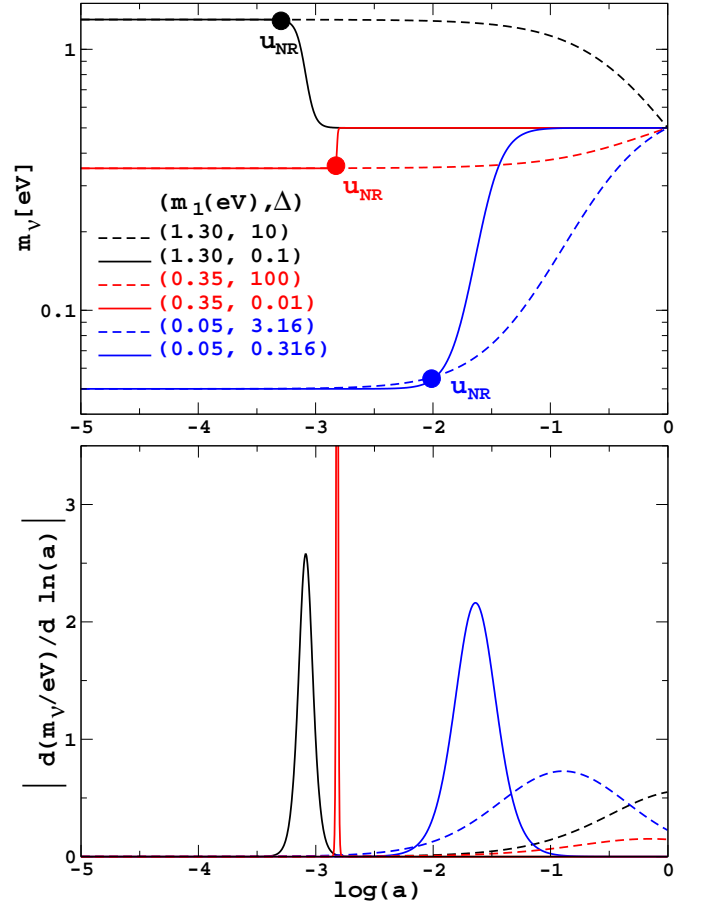 1
0.1
m_ν[eV]
u_NR
u_NR
u_NR
(m_1(eV),Δ)
(1.30, 10)
(1.30, 0.1)
(0.35, 100)
(0.35, 0.01)
(0.05, 3.16)
(0.05, 0.316)
-5 -4 -3 -2 -1 0
3
2
1
0
| d(m_ν/eV)/d ln(a) |
-5 -4 -3 -2 -1 0
log(a)